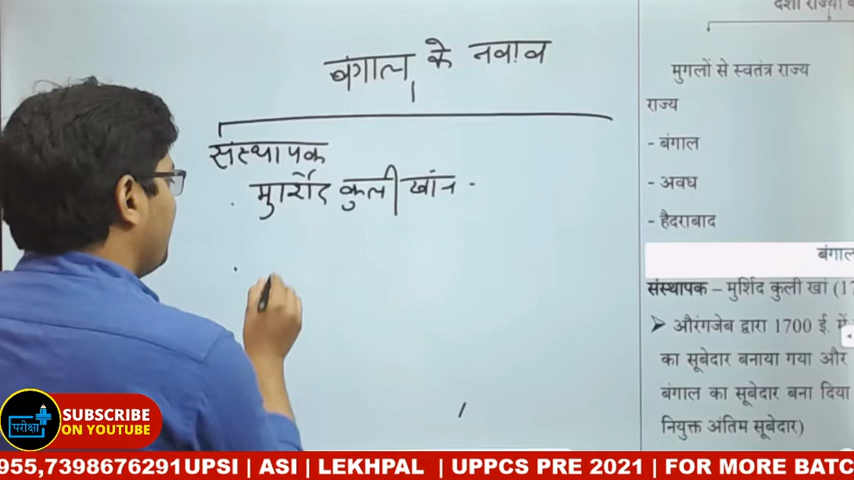 बंगाल के नवाब
संस्थापक
मुर्शीद कुली खांन -
मुगलों से स्वतंत्र राज्य
राज्य
- बंगाल
- अवध
- हैदराबाद
बंगाल
संस्थापक – मुर्शिद कुली खां (17
➤ औरंगजेब द्वारा 1700 ई. में
का सूबेदार बनाया गया और
बंगाल का सूबेदार बना दिया
नियुक्त अंतिम सूबेदार)
परीक्षा
SUBSCRIBE
ON YOUTUBE
955,7398676291UPSI | ASI | LEKHPAL | UPPCS PRE 2021 | FOR MORE BATC